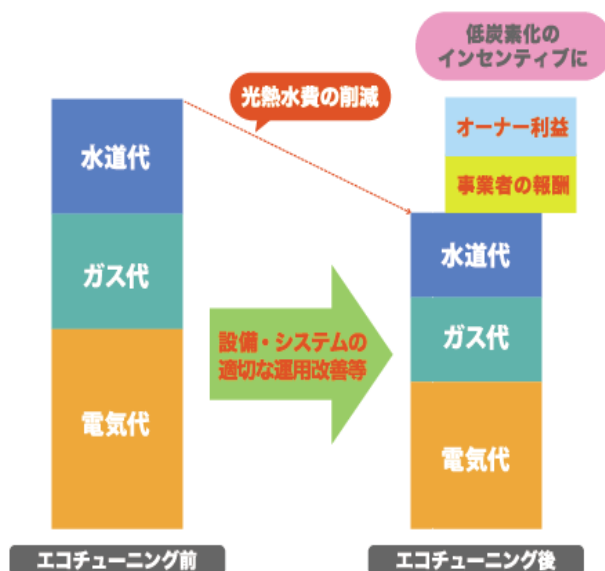 低炭素化の
インセンティブに
光熱水費の削減
オーナー利益
事業者の報酬
水道代
ガス代
電気代
設備・システムの
適切な運用改善等
水道代
ガス代
電気代
エコチューニング前
エコチューニング後